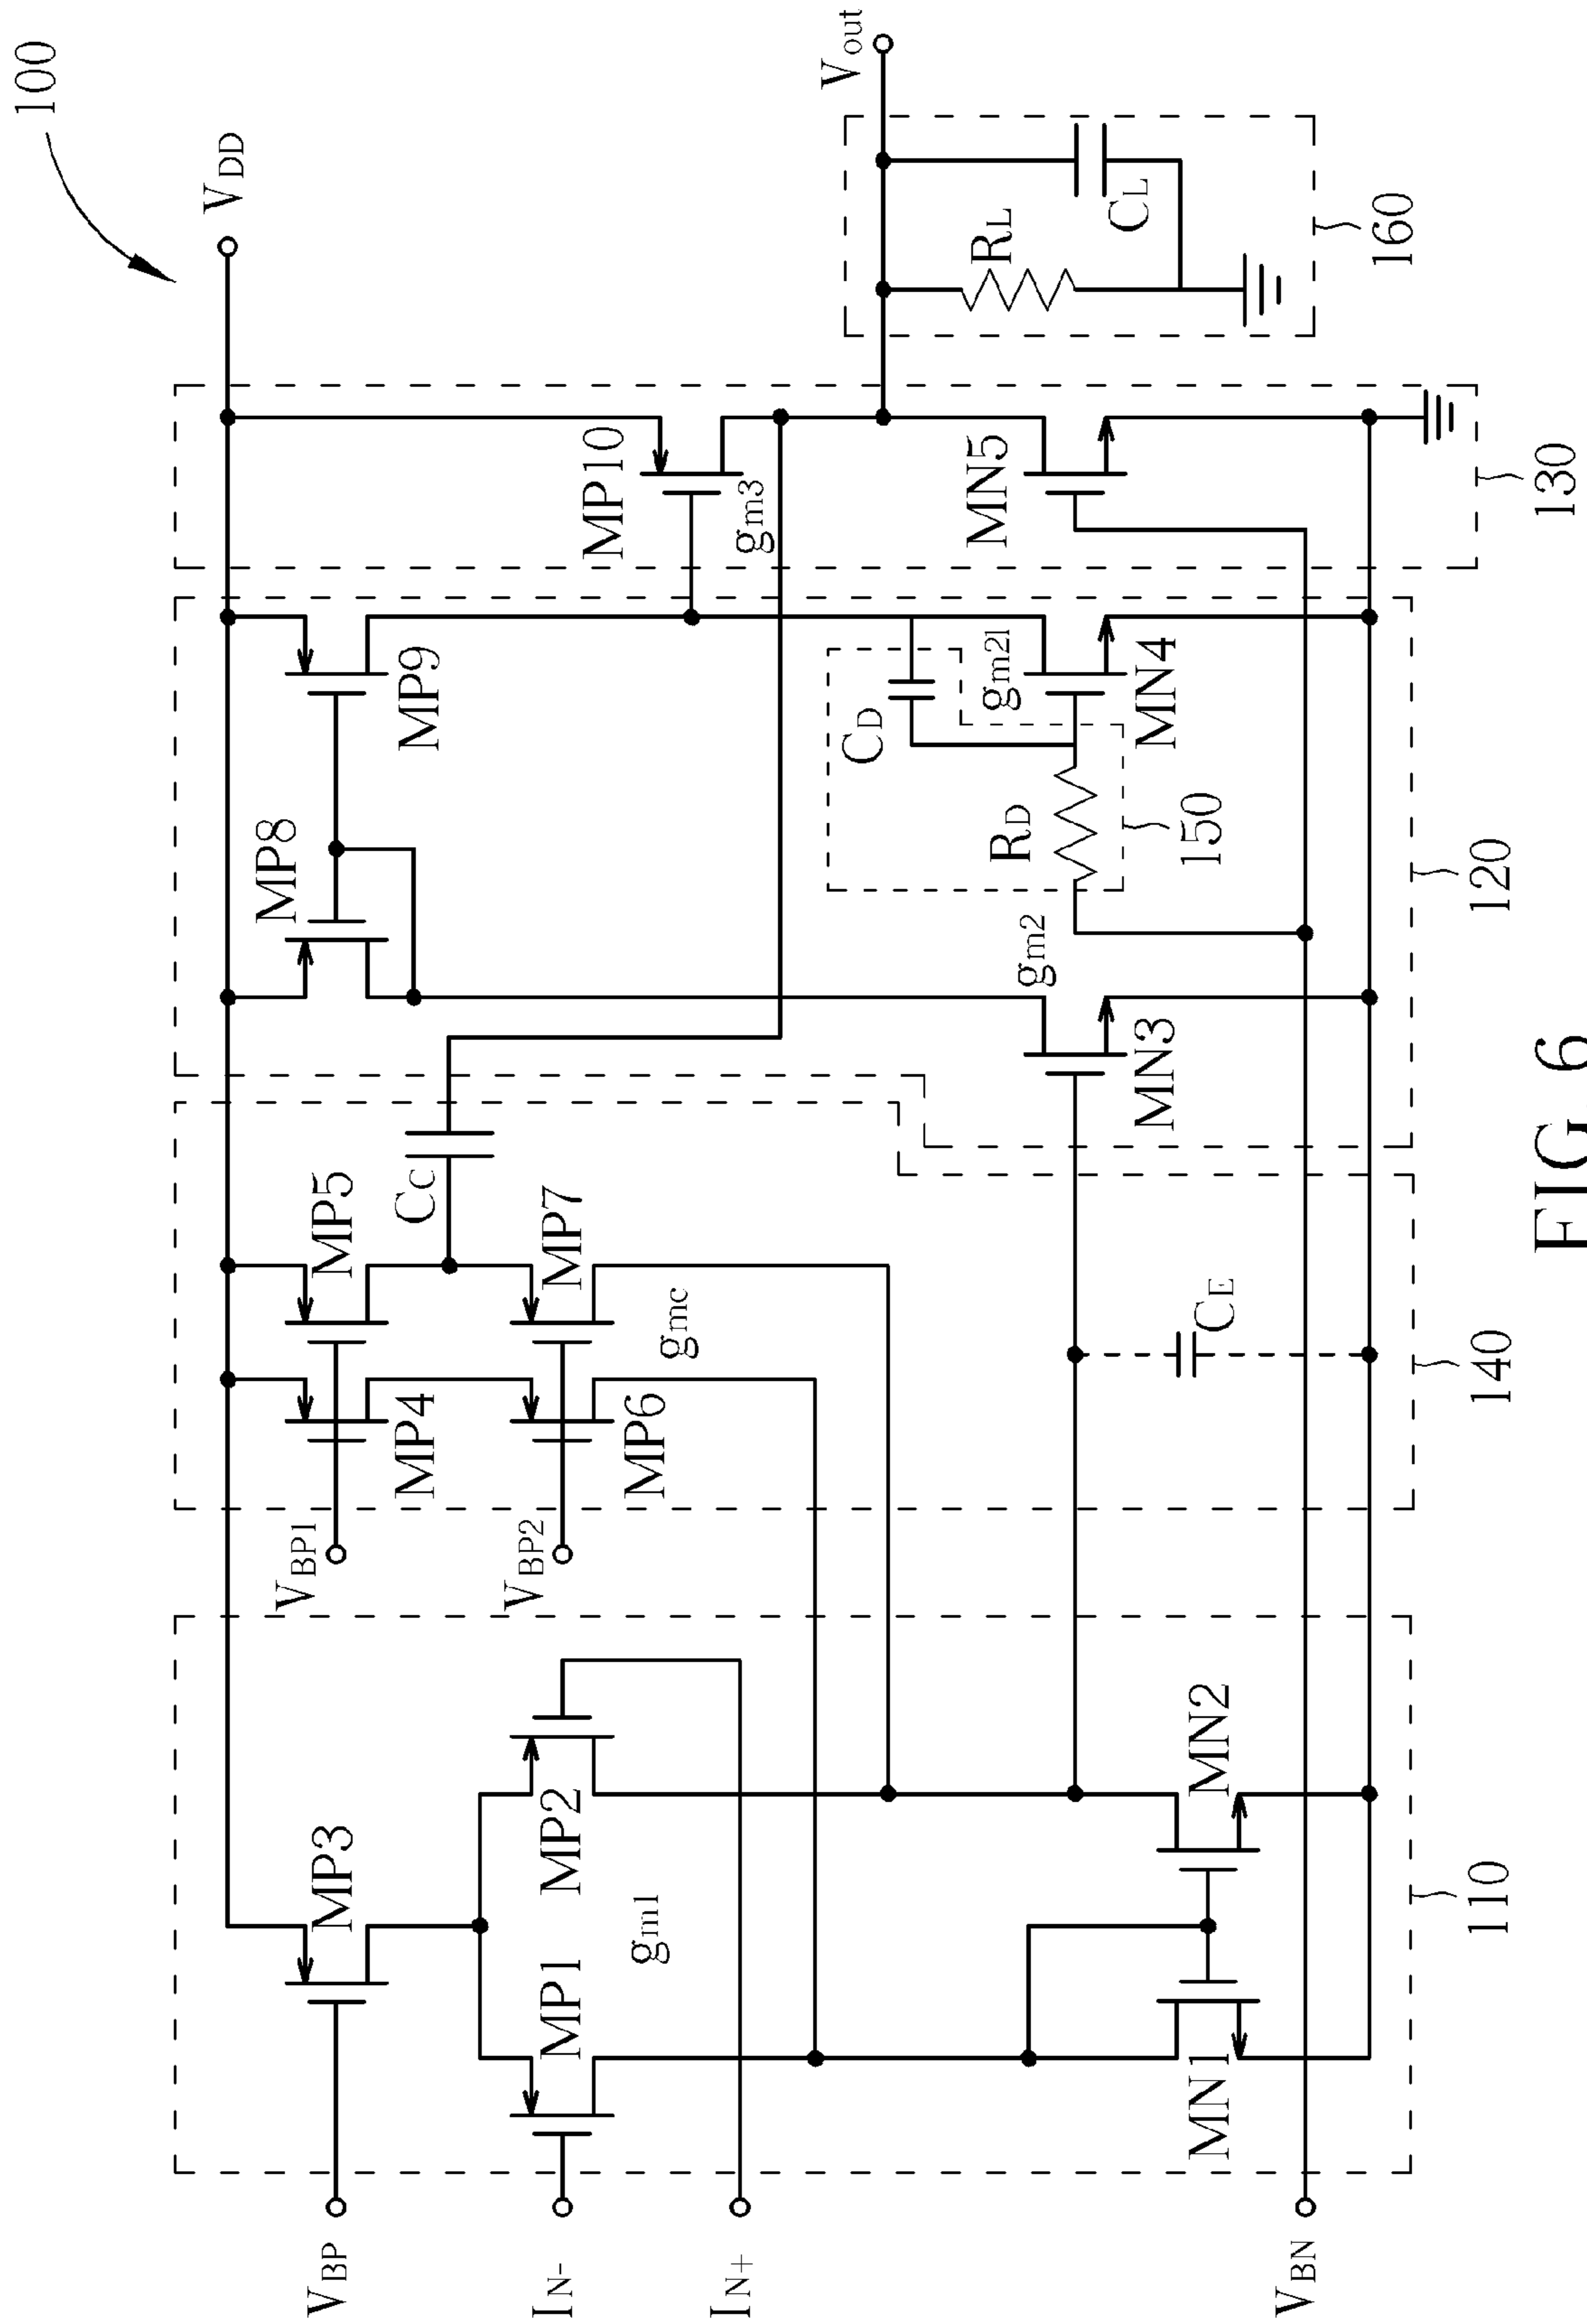 100
VDD
VBP
IN-
IN+
VBN
VBP1
VBP2
MP3
MP1
MP2
gm1
MN1
MN2
MP4
MP5
MP6
MP7
gmc
CC
CE
MP8
MP9
gm2
MN3
RD
CD
gm21
MN4
MP10
gm3
MN5
RL
CL
Vout
110
140
120
150
130
160
FIG. 6